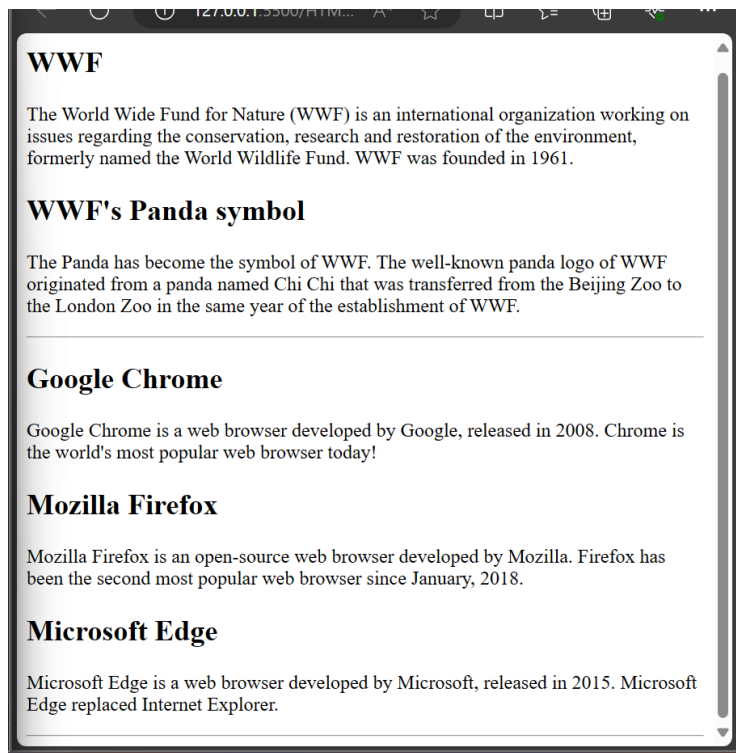 127.0.0.1:5500/HTM...
WWF
The World Wide Fund for Nature (WWF) is an international organization working on
issues regarding the conservation, research and restoration of the environment,
formerly named the World Wildlife Fund. WWF was founded in 1961.
WWF's Panda symbol
The Panda has become the symbol of WWF. The well-known panda logo of WWF
originated from a panda named Chi Chi that was transferred from the Beijing Zoo to
the London Zoo in the same year of the establishment of WWF.
Google Chrome
Google Chrome is a web browser developed by Google, released in 2008. Chrome is
the world's most popular web browser today!
Mozilla Firefox
Mozilla Firefox is an open-source web browser developed by Mozilla. Firefox has
been the second most popular web browser since January, 2018.
Microsoft Edge
Microsoft Edge is a web browser developed by Microsoft, released in 2015. Microsoft
Edge replaced Internet Explorer.